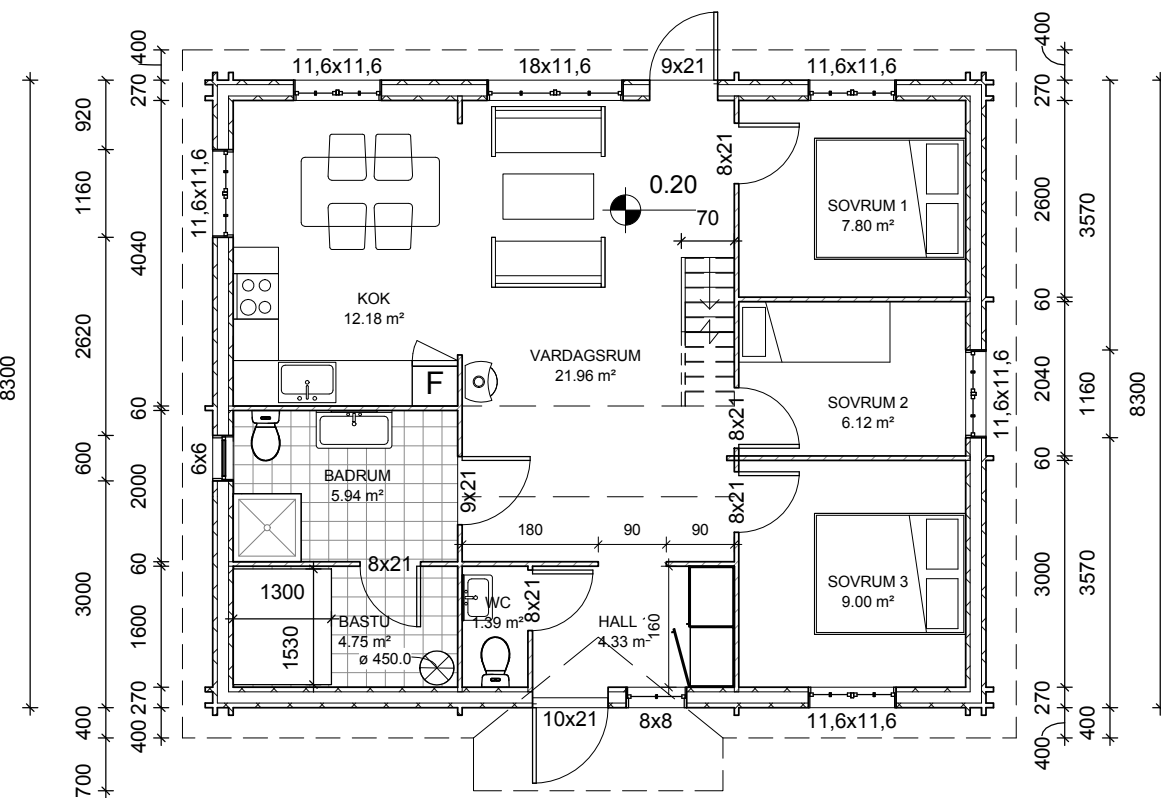 11,6x11,6
18x11,6
9x21
11,6x11,6
400
270
4040
60
2000
60
1600
270
400
920
1160
2620
600
3000
400
700
8300
11,6x11,6
6x6
400
270
2600
60
2040
60
3000
270
400
3570
1160
3570
400
8300
8x21
0.20
70
SOVRUM 1
7.80 m²
KOK
12.18 m²
VARDAGSRUM
21.96 m²
F
8x21
SOVRUM 2
6.12 m²
11,6x11,6
BADRUM
5.94 m²
9x21
8x21
180
90
90
8x21
1300
1530
BASTU
4.75 m²
ø 450.0
WC
1.39 m²
8x21
HALL
4.33 m²
160
SOVRUM 3
9.00 m²
10x21
8x8
11,6x11,6